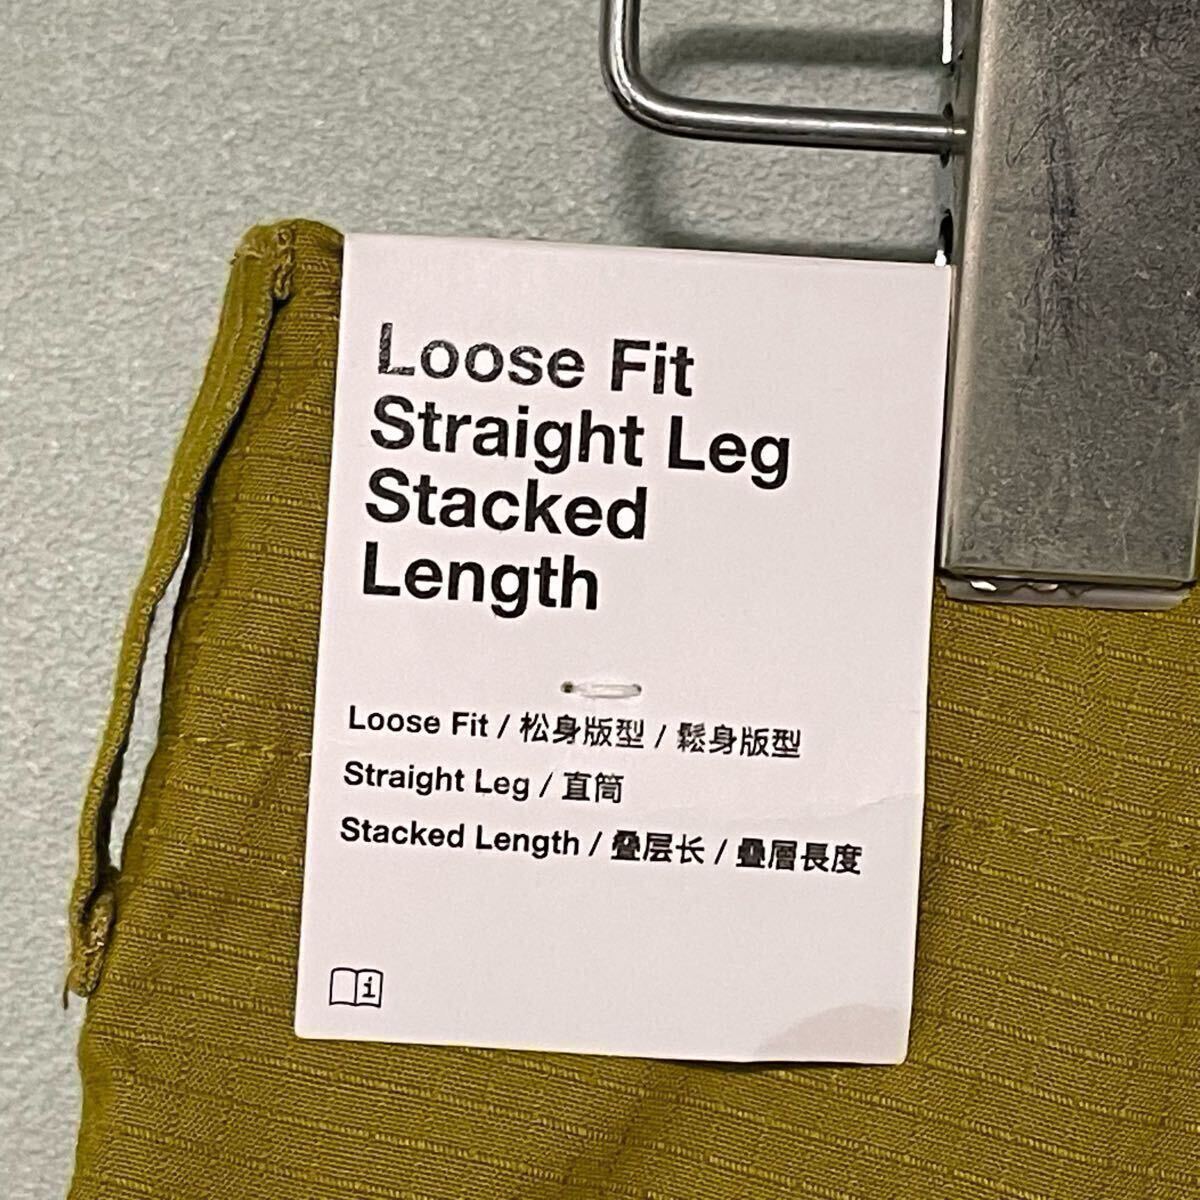 Loose Fit
Straight Leg
Stacked
Length
Loose Fit / 松身版型 / 鬆身版型
Straight Leg / 直筒
Stacked Length / 叠层长 / 疊層長度
i